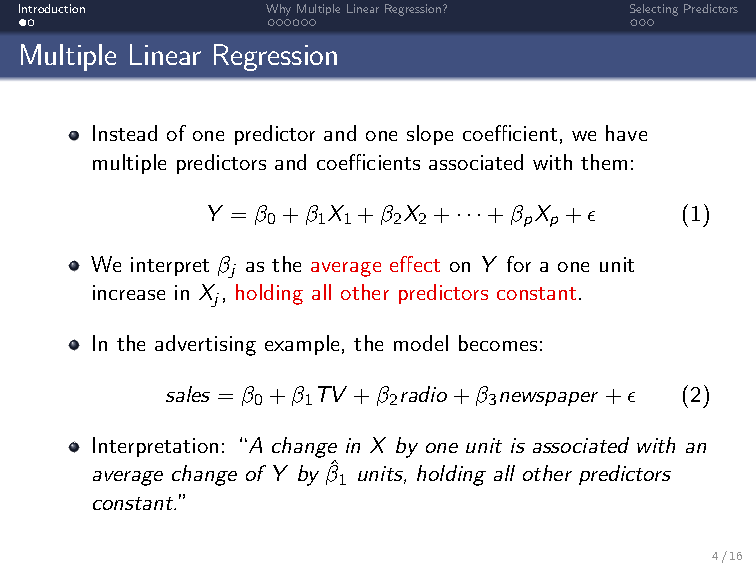 Introduction Why Multiple Linear Regression? Selecting Predictors
Multiple Linear Regression
Instead of one predictor and one slope coefficient, we have
multiple predictors and coefficients associated with them:
Y = β₀ + β₁X₁ + β₂X₂ + ··· + βₚXₚ + ϵ (1)
We interpret βⱼ as the average effect on Y for a one unit
increase in Xⱼ, holding all other predictors constant.
In the advertising example, the model becomes:
sales = β₀ + β₁TV + β₂radio + β₃newspaper + ϵ (2)
Interpretation: “A change in X by one unit is associated with an
average change of Y by β̂₁ units, holding all other predictors
constant.”
4 / 16